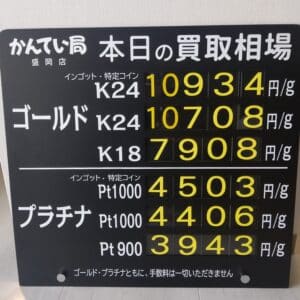 かんてい局 本日の買取相場
盛岡店
インゴット・特定コイン
K24 10934円/g
ゴールド K24 10708円/g
K18 7908円/g
インゴット・特定コイン
Pt1000 4503円/g
プラチナ Pt1000 4406円/g
Pt900 3943円/g
ゴールド・プラチナともに、手数料は一切いただきません